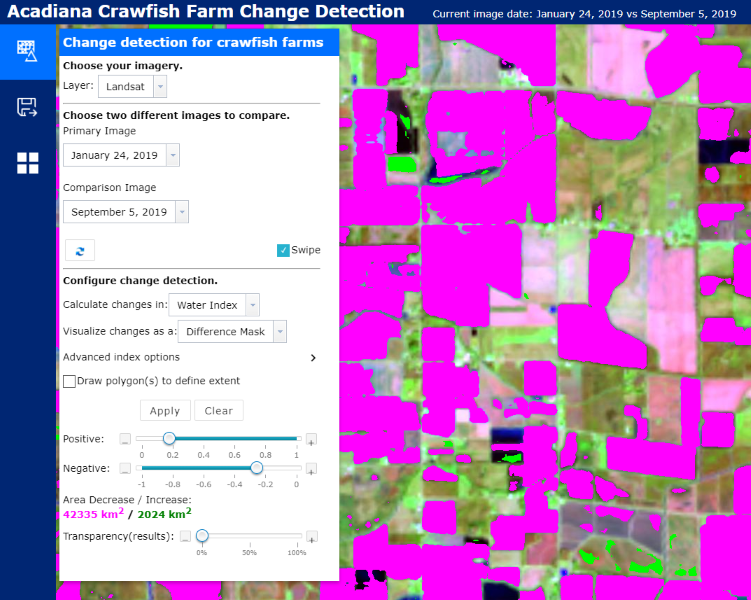 Acadiana Crawfish Farm Change Detection
Current image date: January 24, 2019 vs September 5, 2019
Change detection for crawfish farms
Choose your imagery.
Layer: Landsat
Choose two different images to compare.
Primary Image
January 24, 2019
Comparison Image
September 5, 2019
Swipe
Configure change detection.
Calculate changes in: Water Index
Visualize changes as a: Difference Mask
Advanced index options
Draw polygon(s) to define extent
Apply Clear
Positive:
0 0.2 0.4 0.6 0.8 1
Negative:
-1 -0.8 -0.6 -0.4 -0.2 0
Area Decrease / Increase:
42335 km² / 2024 km²
Transparency(results):
0% 50% 100%